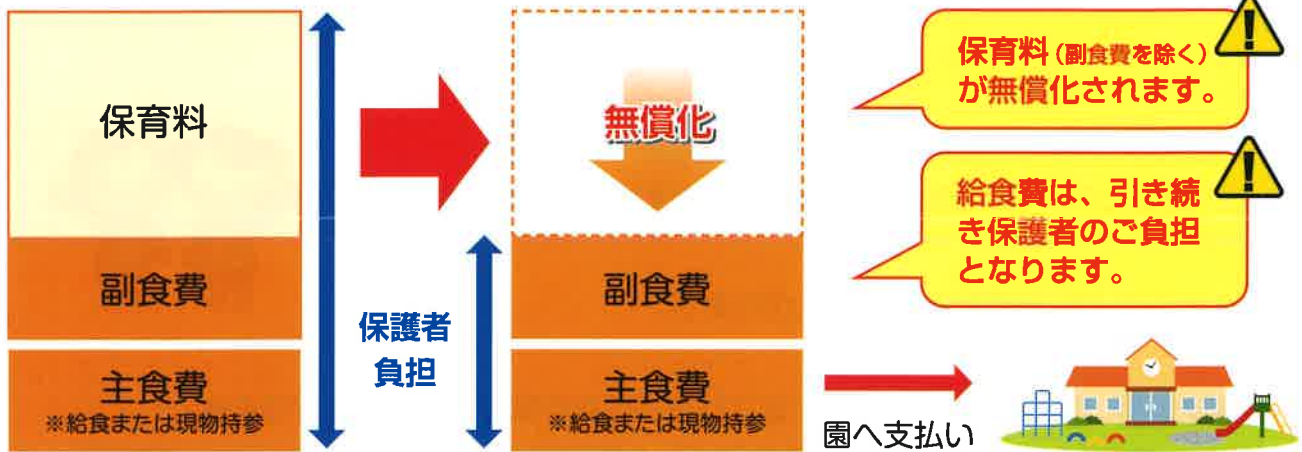 保育料
副食費
主食費
※給食または現物持参
保護者
負担
無償化
副食費
主食費
※給食または現物持参
保育料(副食費を除く)
が無償化されます。
給食費は、引き続
き保護者のご負担
となります。
園へ支払い